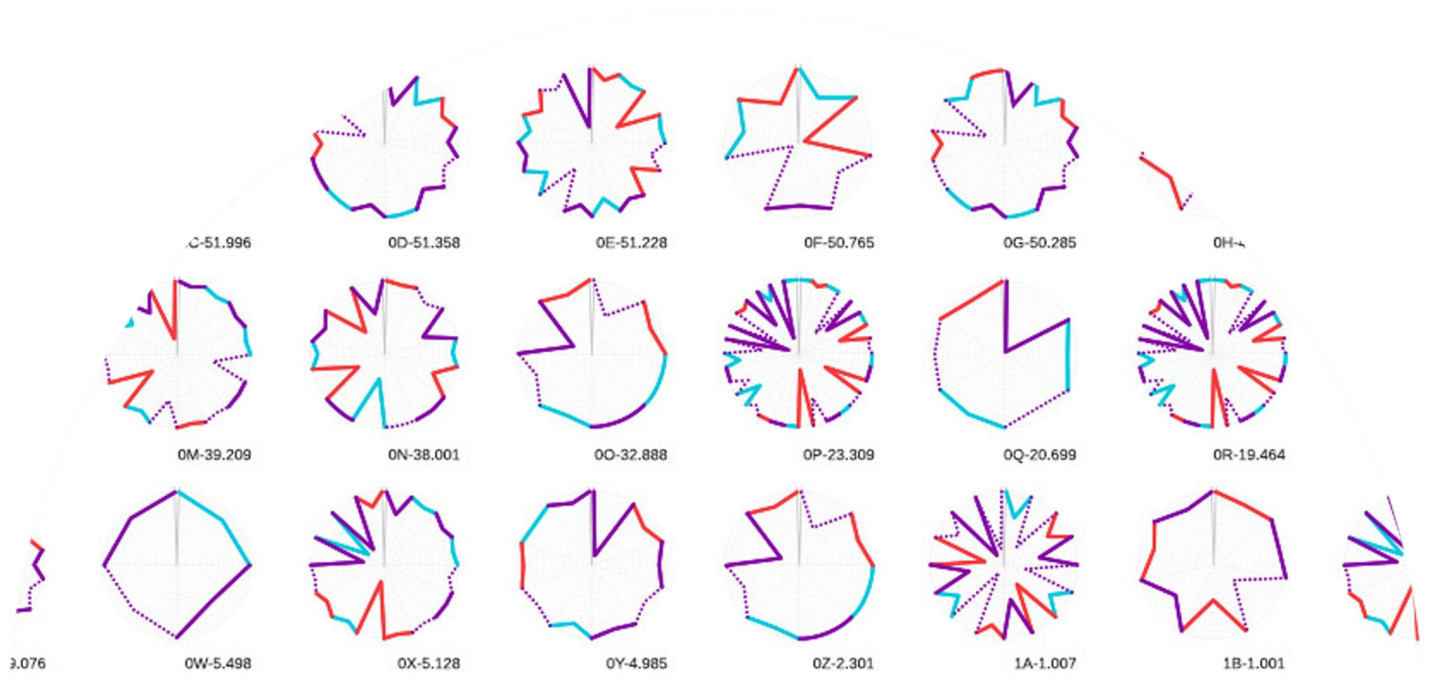 C-51.996 0D-51.358 0E-51.228 0F-50.765 0G-50.285 0H-
0M-39.209 0N-38.001 0O-32.888 0P-23.309 0Q-20.699 0R-19.464
9.076 0W-5.498 0X-5.128 0Y-4.985 0Z-2.301 1A-1.007 1B-1.001